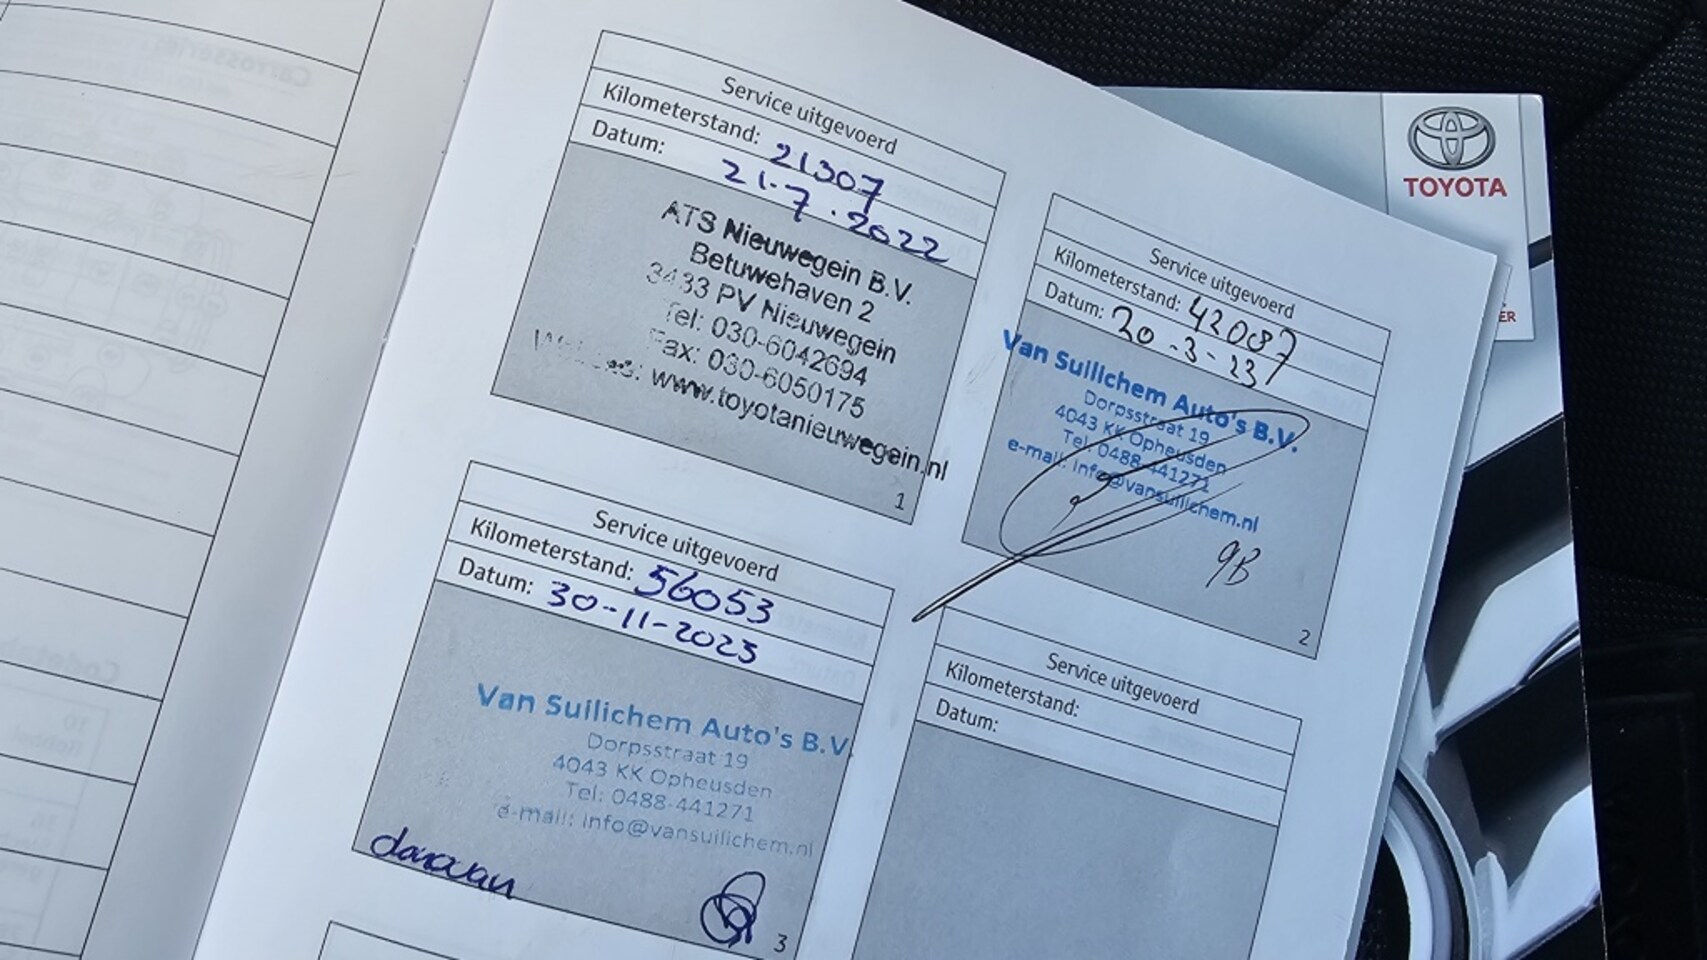 Service uitgevoerd
Kilometerstand: 21307
Datum: 21.7.2022
ATS Nieuwegein B.V.
Betuwehaven 2
3433 PV Nieuwegein
Tel: 030-6042694
Fax: 030-6050175
www.toyotanieuwegein.nl
1
Service uitgevoerd
Kilometerstand: 42087
Datum: 20-3-23
Van Suilichem Auto's B.V.
Dorpsstraat 19
4043 KK Opheusden
Tel: 0488-441271
e-mail: info@vansuilichem.nl
2
Service uitgevoerd
Kilometerstand: 56053
Datum: 30-11-2023
Van Suilichem Auto's B.V.
Dorpsstraat 19
4043 KK Opheusden
Tel: 0488-441271
e-mail: info@vansuilichem.nl
3
Service uitgevoerd
Kilometerstand:
Datum:
TOYOTA